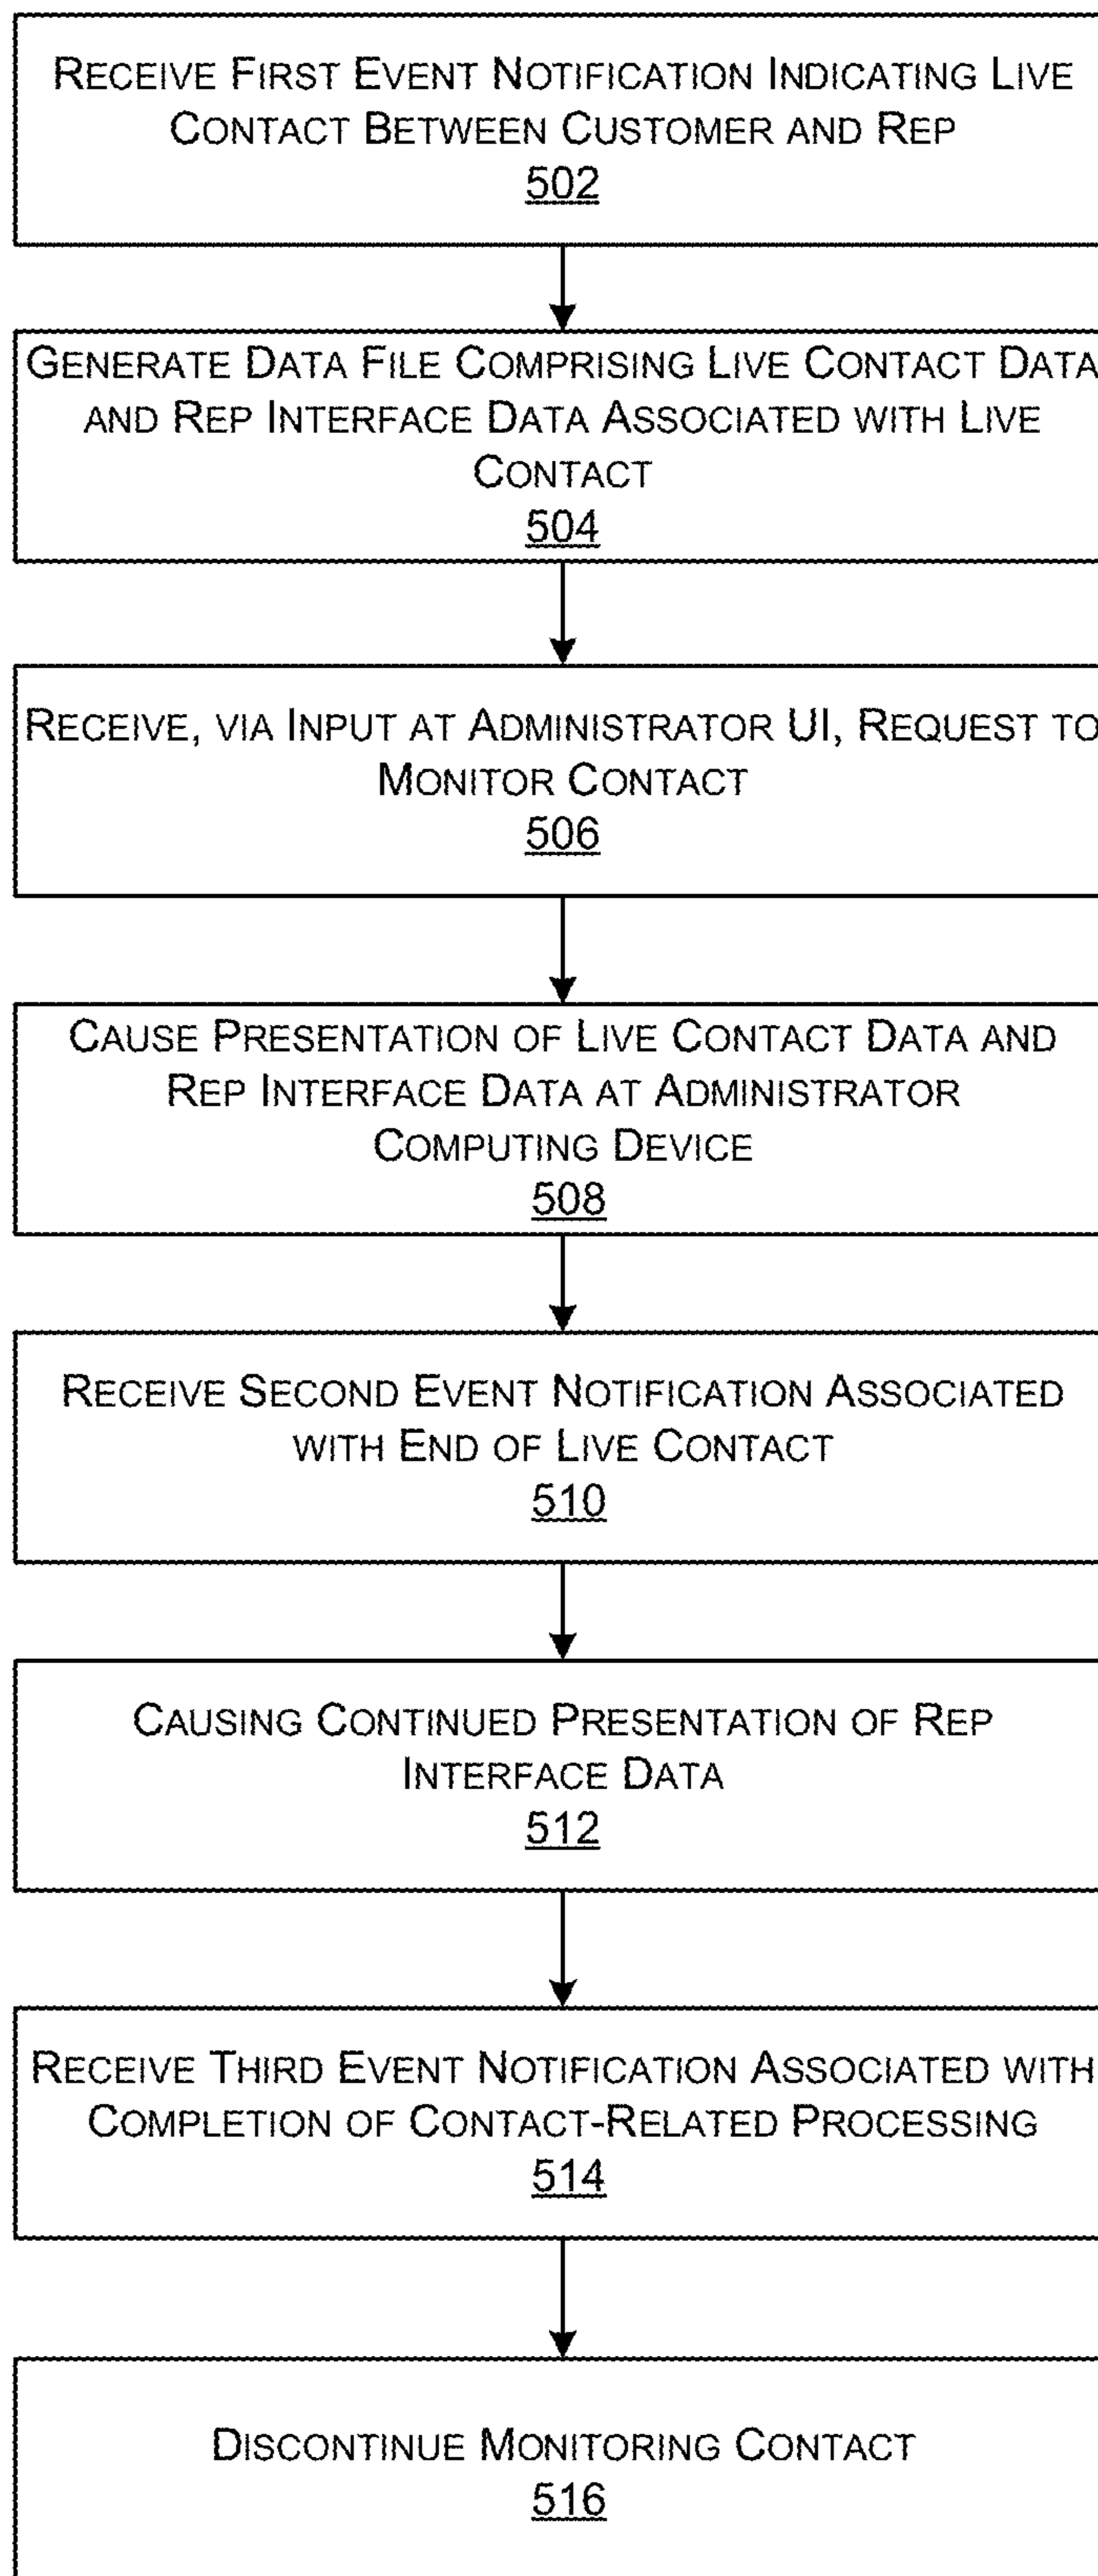 RECEIVE FIRST EVENT NOTIFICATION INDICATING LIVE
CONTACT BETWEEN CUSTOMER AND REP
502
GENERATE DATA FILE COMPRISING LIVE CONTACT DATA
AND REP INTERFACE DATA ASSOCIATED WITH LIVE
CONTACT
504
RECEIVE, VIA INPUT AT ADMINISTRATOR UI, REQUEST TO
MONITOR CONTACT
506
CAUSE PRESENTATION OF LIVE CONTACT DATA AND
REP INTERFACE DATA AT ADMINISTRATOR
COMPUTING DEVICE
508
RECEIVE SECOND EVENT NOTIFICATION ASSOCIATED
WITH END OF LIVE CONTACT
510
CAUSING CONTINUED PRESENTATION OF REP
INTERFACE DATA
512
RECEIVE THIRD EVENT NOTIFICATION ASSOCIATED WITH
COMPLETION OF CONTACT-RELATED PROCESSING
514
DISCONTINUE MONITORING CONTACT
516